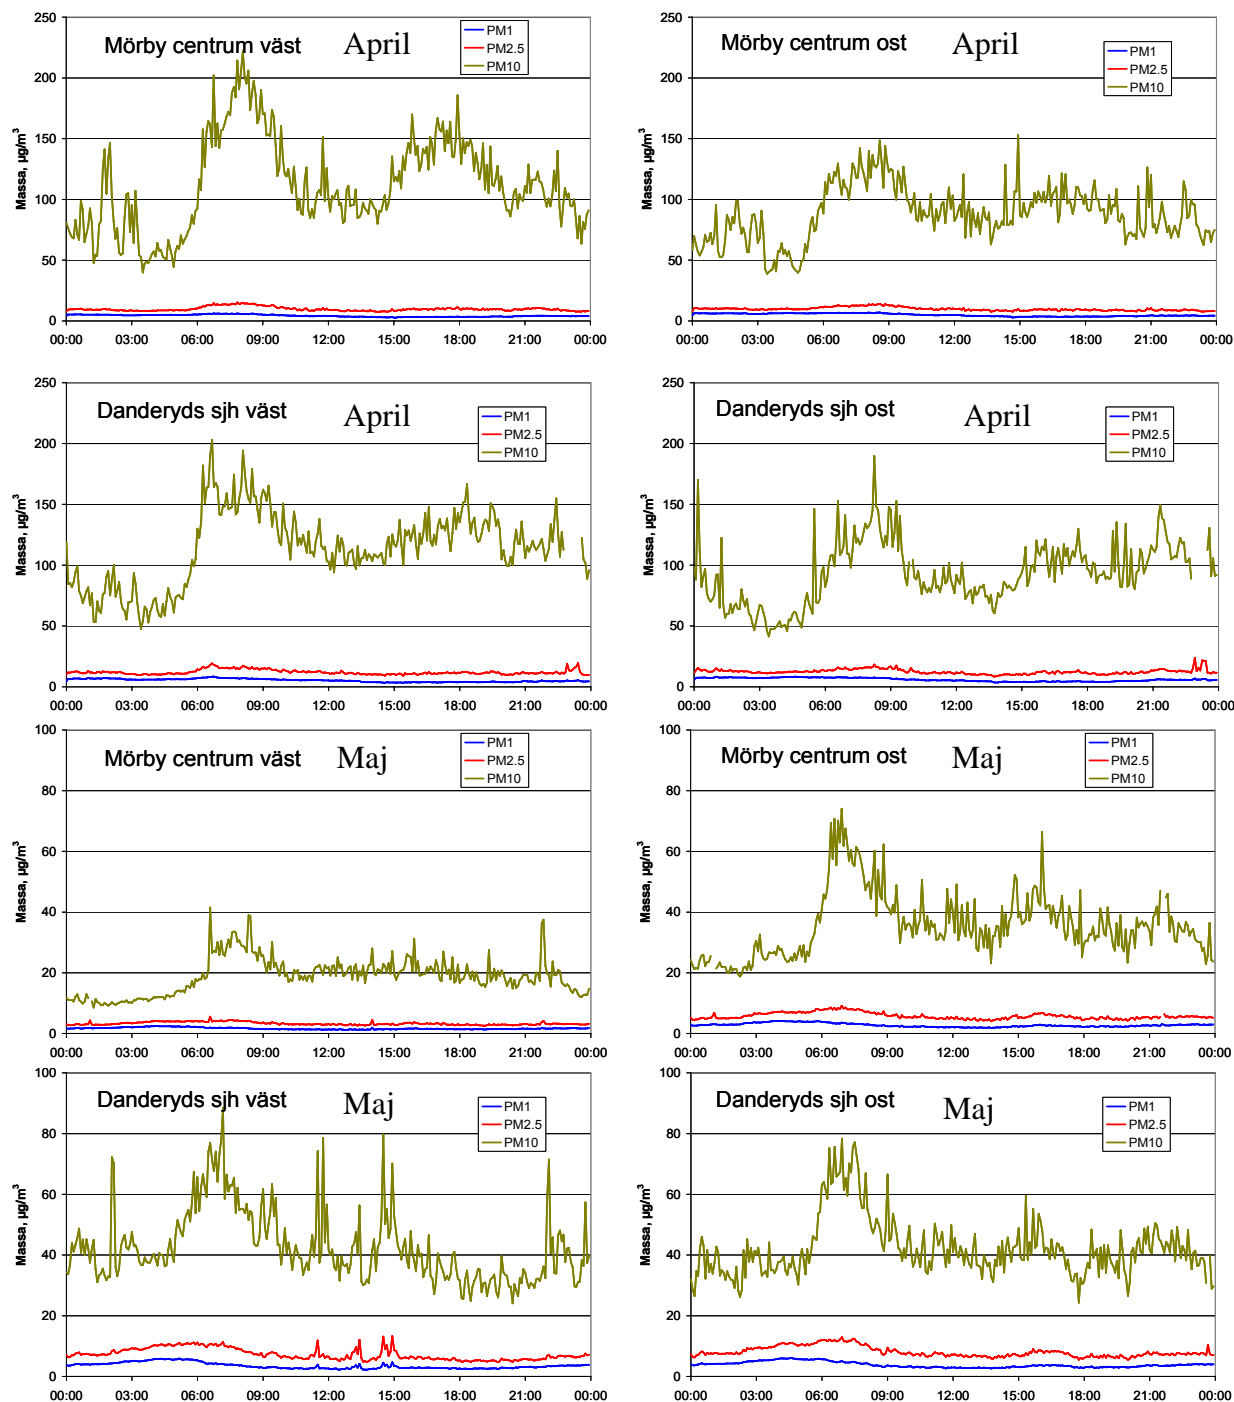 Mörby centrum väst April
PM1
PM2.5
PM10
Massa, µg/m³
250
200
150
100
50
0
00:00 03:00 06:00 09:00 12:00 15:00 18:00 21:00 00:00
Mörby centrum ost April
PM1
PM2.5
PM10
Massa, µg/m³
250
200
150
100
50
0
00:00 03:00 06:00 09:00 12:00 15:00 18:00 21:00 00:00
Danderyds sjh väst April
PM1
PM2.5
PM10
Massa, µg/m³
250
200
150
100
50
0
00:00 03:00 06:00 09:00 12:00 15:00 18:00 21:00 00:00
Danderyds sjh ost April
PM1
PM2.5
PM10
Massa, µg/m³
250
200
150
100
50
0
00:00 03:00 06:00 09:00 12:00 15:00 18:00 21:00 00:00
Mörby centrum väst Maj
PM1
PM2.5
PM10
Massa, µg/m³
100
80
60
40
20
0
00:00 03:00 06:00 09:00 12:00 15:00 18:00 21:00 00:00
Mörby centrum ost Maj
PM1
PM2.5
PM10
Massa, µg/m³
100
80
60
40
20
0
00:00 03:00 06:00 09:00 12:00 15:00 18:00 21:00 00:00
Danderyds sjh väst Maj
PM1
PM2.5
PM10
Massa, µg/m³
100
80
60
40
20
0
00:00 03:00 06:00 09:00 12:00 15:00 18:00 21:00 00:00
Danderyds sjh ost Maj
PM1
PM2.5
PM10
Massa, µg/m³
100
80
60
40
20
0
00:00 03:00 06:00 09:00 12:00 15:00 18:00 21:00 00:00